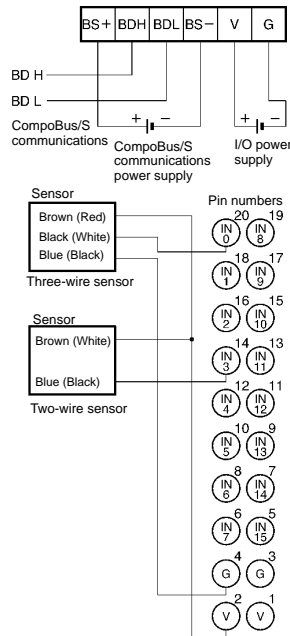 BS+ BDH BDL BS− V G
BD H
BD L
+ −
+ −
CompoBus/S
communications
CompoBus/S
communications
power supply
I/O power
supply
Sensor
Brown (Red)
Black (White)
Blue (Black)
Three-wire sensor
Sensor
Brown (White)
Blue (Black)
Two-wire sensor
Pin numbers
20 19
IN 0 IN 8
18 17
IN 1 IN 9
16 15
IN 2 IN 10
14 13
IN 3 IN 11
12 11
IN 4 IN 12
10 9
IN 5 IN 13
8 7
IN 6 IN 14
6 5
IN 7 IN 15
4 3
G G
2 1
V V